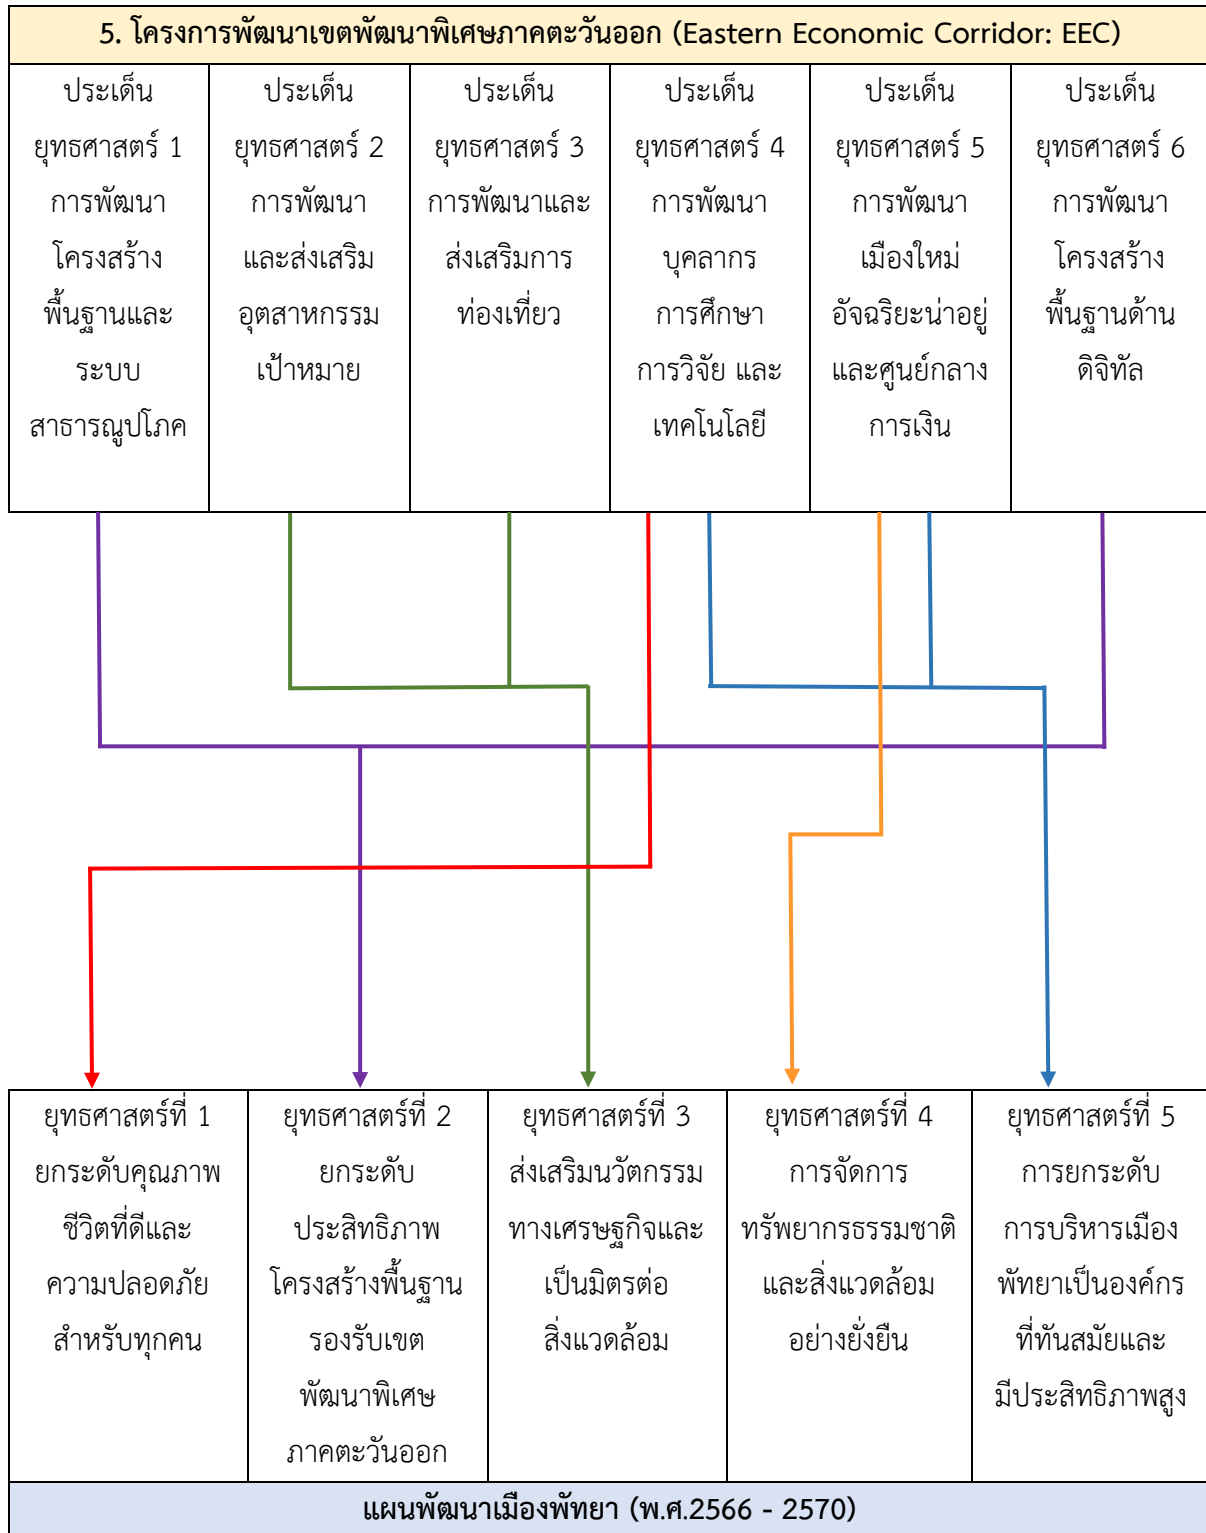 5. โครงการพัฒนาเขตพัฒนาพิเศษภาคตะวันออก (Eastern Economic Corridor: EEC)
ประเด็น
ยุทธศาสตร์ 1
การพัฒนา
โครงสร้าง
พื้นฐานและ
ระบบ
สาธารณูปโภค
ประเด็น
ยุทธศาสตร์ 2
การพัฒนา
และส่งเสริม
อุตสาหกรรม
เป้าหมาย
ประเด็น
ยุทธศาสตร์ 3
การพัฒนาและ
ส่งเสริมการ
ท่องเที่ยว
ประเด็น
ยุทธศาสตร์ 4
การพัฒนา
บุคลากร
การศึกษา
การวิจัย และ
เทคโนโลยี
ประเด็น
ยุทธศาสตร์ 5
การพัฒนา
เมืองใหม่
อัจฉริยะน่าอยู่
และศูนย์กลาง
การเงิน
ประเด็น
ยุทธศาสตร์ 6
การพัฒนา
โครงสร้าง
พื้นฐานด้าน
ดิจิทัล
ยุทธศาสตร์ที่ 1
ยกระดับคุณภาพ
ชีวิตที่ดีและ
ความปลอดภัย
สำหรับทุกคน
ยุทธศาสตร์ที่ 2
ยกระดับ
ประสิทธิภาพ
โครงสร้างพื้นฐาน
รองรับเขต
พัฒนาพิเศษ
ภาคตะวันออก
ยุทธศาสตร์ที่ 3
ส่งเสริมนวัตกรรม
ทางเศรษฐกิจและ
เป็นมิตรต่อ
สิ่งแวดล้อม
ยุทธศาสตร์ที่ 4
การจัดการ
ทรัพยากรธรรมชาติ
และสิ่งแวดล้อม
อย่างยั่งยืน
ยุทธศาสตร์ที่ 5
การยกระดับ
การบริหารเมือง
พัทยาเป็นองค์กร
ที่ทันสมัยและ
มีประสิทธิภาพสูง
แผนพัฒนาเมืองพัทยา (พ.ศ.2566 - 2570)